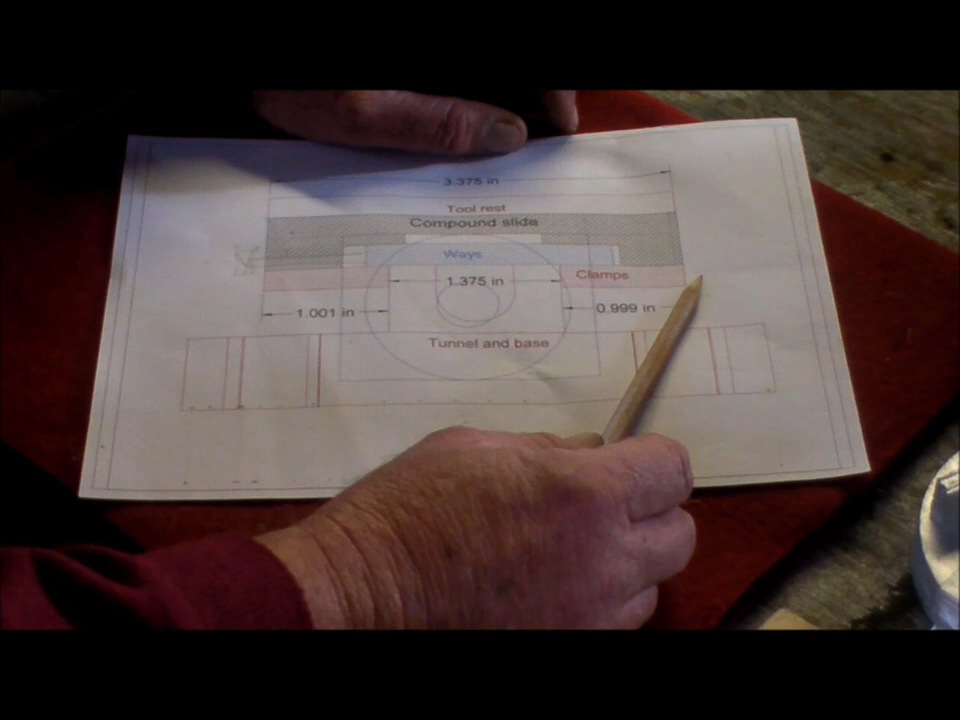 3.375 in
Tool rest
Compound slide
Ways
Clamps
1.375 in
1.001 in
0.999 in
Tunnel and base